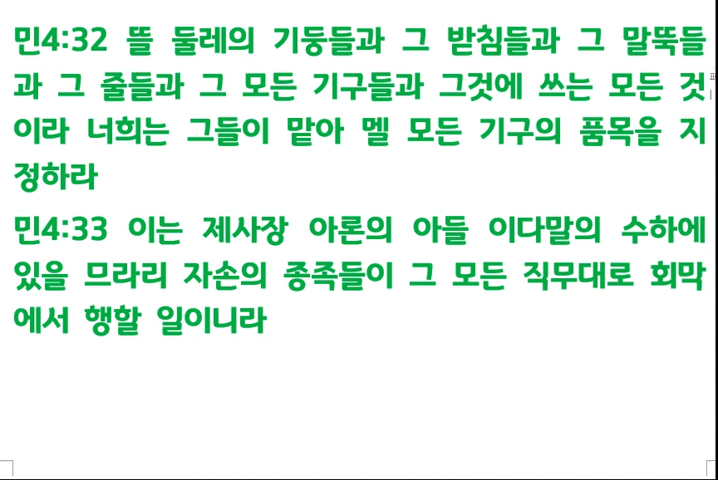 민4:32 뜰 둘레의 기둥들과 그 받침들과 그 말뚝들
과 그 줄들과 그 모든 기구들과 그것에 쓰는 모든 것
이라 너희는 그들이 맡아 멜 모든 기구의 품목을 지
정하라
민4:33 이는 제사장 아론의 아들 이다말의 수하에
있을 므라리 자손의 종족들이 그 모든 직무대로 회막
에서 행할 일이니라